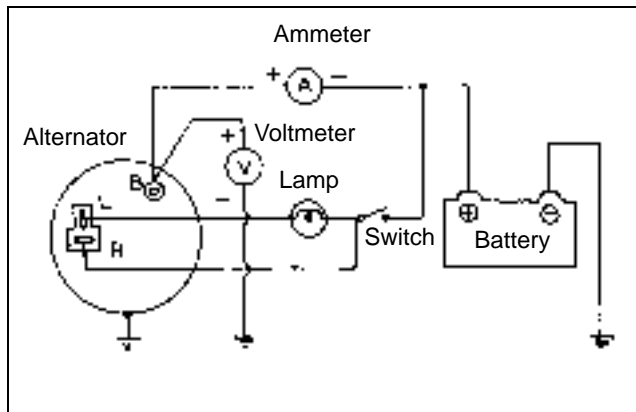 Ammeter
+ A −
Alternator
+ Voltmeter
B
V
Lamp
−
L
Switch
Battery
⊕ ⊖
R